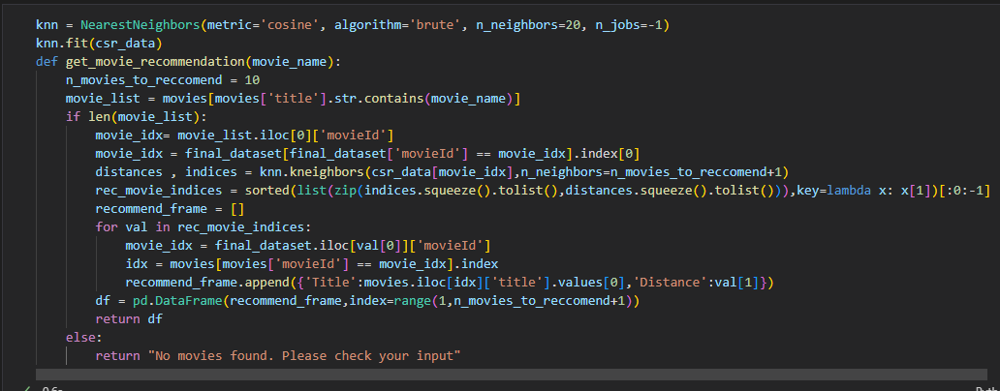 knn = NearestNeighbors(metric='cosine', algorithm='brute', n_neighbors=20, n_jobs=-1)
knn.fit(csr_data)
def get_movie_recommendation(movie_name):
    n_movies_to_reccomend = 10
    movie_list = movies[movies['title'].str.contains(movie_name)]
    if len(movie_list):
        movie_idx= movie_list.iloc[0]['movieId']
        movie_idx = final_dataset[final_dataset['movieId'] == movie_idx].index[0]
        distances , indices = knn.kneighbors(csr_data[movie_idx],n_neighbors=n_movies_to_reccomend+1)
        rec_movie_indices = sorted(list(zip(indices.squeeze().tolist(),distances.squeeze().tolist())),key=lambda x: x[1])[:0:-1]
        recommend_frame = []
        for val in rec_movie_indices:
            movie_idx = final_dataset.iloc[val[0]]['movieId']
            idx = movies[movies['movieId'] == movie_idx].index
            recommend_frame.append({'Title':movies.iloc[idx]['title'].values[0],'Distance':val[1]})
        df = pd.DataFrame(recommend_frame,index=range(1,n_movies_to_reccomend+1))
        return df
    else:
        return "No movies found. Please check your input"